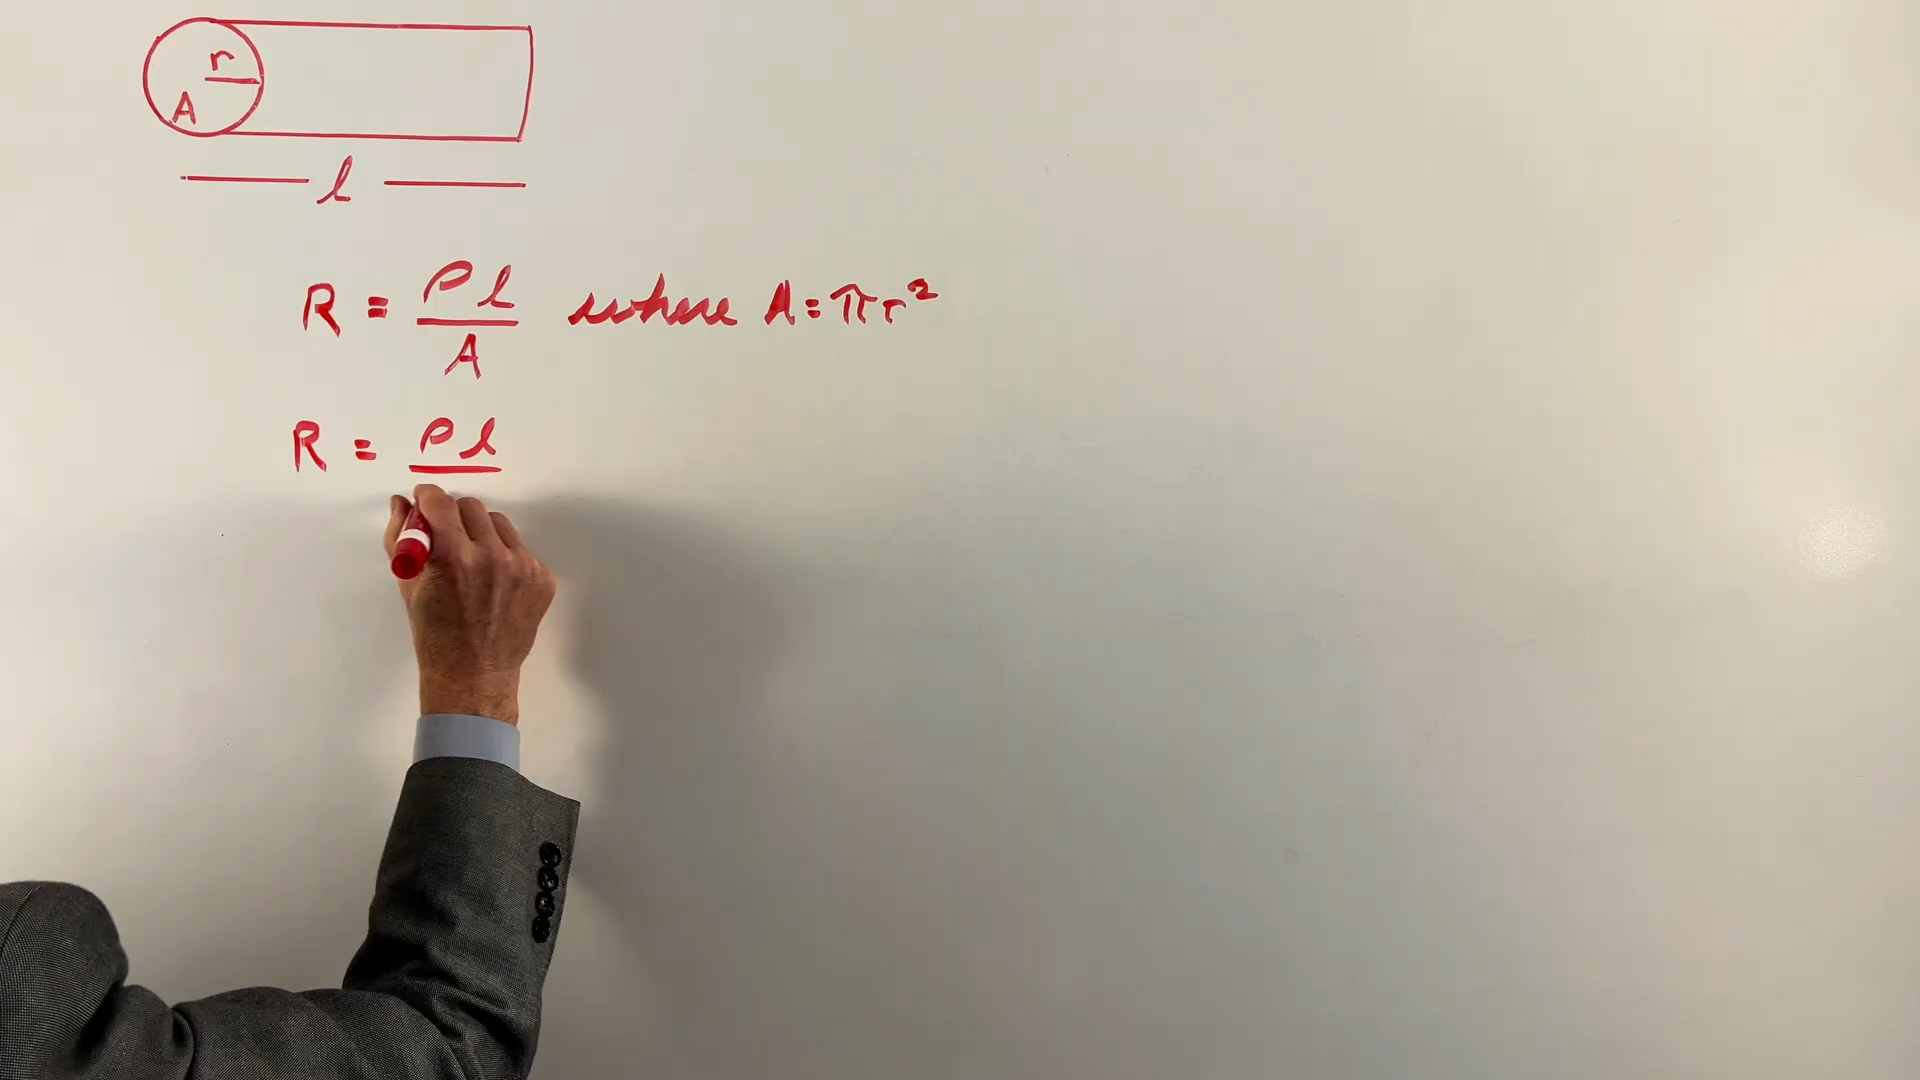 r
A
l
R = ρl/A where A = πr²
R = ρl